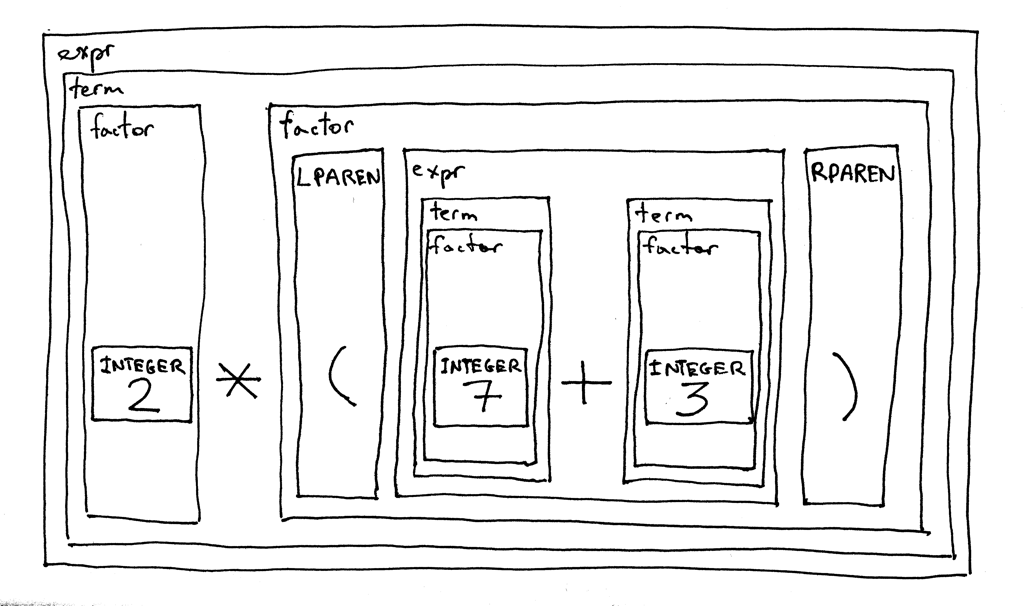 expr
term
factor
factor
LPAREN
expr
RPAREN
term
term
factor
factor
INTEGER
2
*
(
INTEGER
7
+
INTEGER
3
)